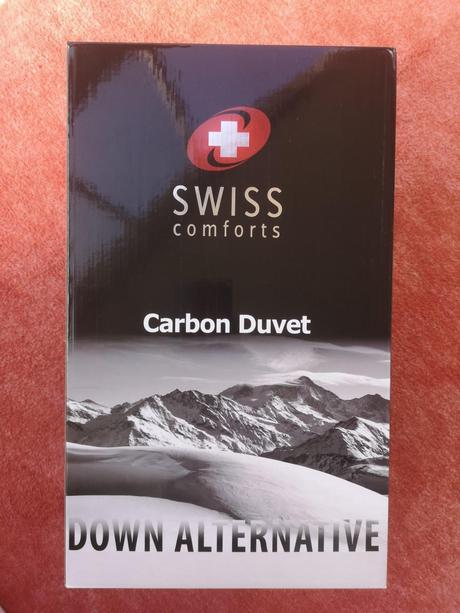 SWISS
comforts
Carbon Duvet
DOWN ALTERNATIVE